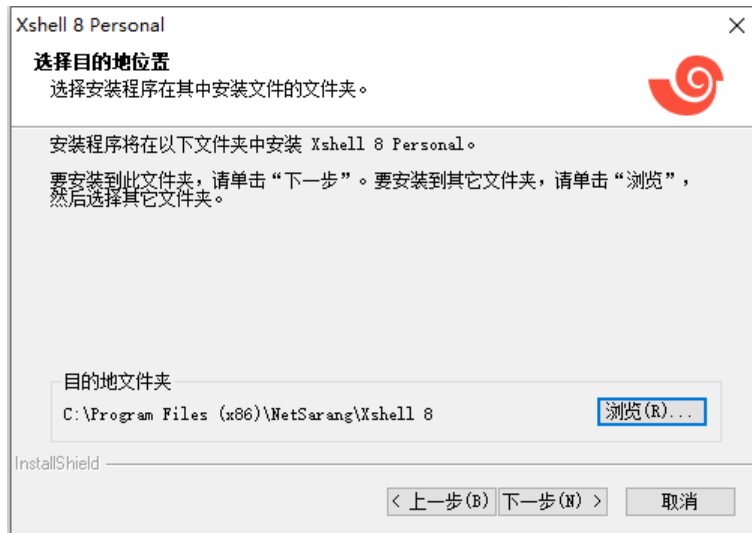 Xshell 8 Personal
选择目的地位置
选择安装程序在其中安装文件的文件夹。
安装程序将在以下文件夹中安装 Xshell 8 Personal。
要安装到此文件夹，请单击“下一步”。要安装到其它文件夹，请单击“浏览”，
然后选择其它文件夹。
目的地文件夹
C:\Program Files (x86)\NetSarang\Xshell 8
浏览(R)...
InstallShield
< 上一步(B)
下一步(N) >
取消